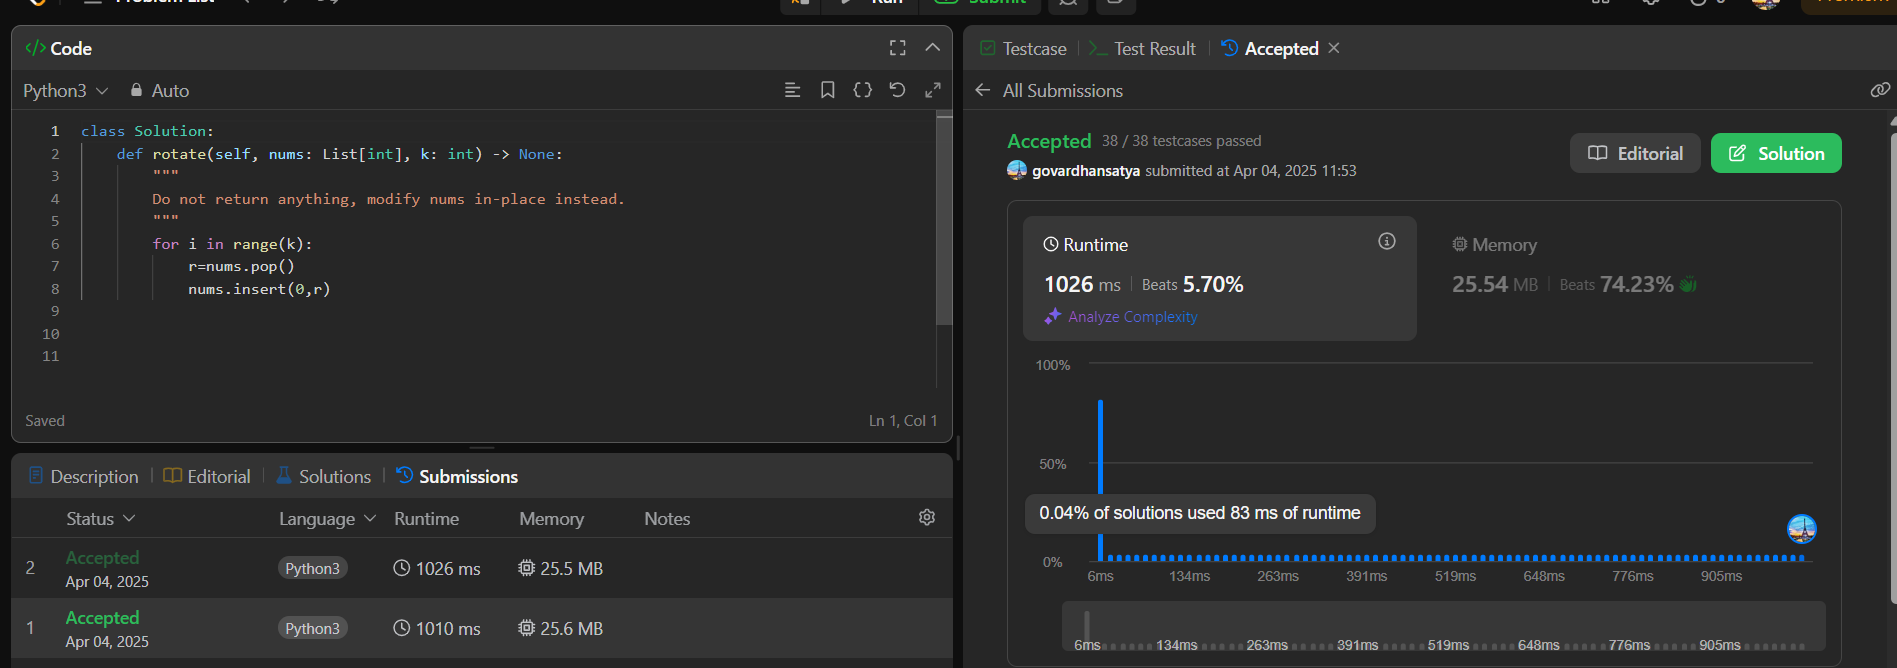 Problem List
Run
Submit
0
Premium
</> Code
Python3
Auto
1 class Solution:
2 def rotate(self, nums: List[int], k: int) -> None:
3 """
4 Do not return anything, modify nums in-place instead.
5 """
6 for i in range(k):
7 r=nums.pop()
8 nums.insert(0,r)
9
10
11
Saved
Ln 1, Col 1
Description
Editorial
Solutions
Submissions
Status
Language
Runtime
Memory
Notes
2
Accepted
Apr 04, 2025
Python3
1026 ms
25.5 MB
1
Accepted
Apr 04, 2025
Python3
1010 ms
25.6 MB
Testcase
Test Result
Accepted
All Submissions
Accepted 38 / 38 testcases passed
govardhansatya submitted at Apr 04, 2025 11:53
Editorial
Solution
Runtime
1026 ms Beats 5.70%
Analyze Complexity
Memory
25.54 MB Beats 74.23%
100%
50%
0.04% of solutions used 83 ms of runtime
0%
6ms 134ms 263ms 391ms 519ms 648ms 776ms 905ms
6ms 134ms 263ms 391ms 519ms 648ms 776ms 905ms